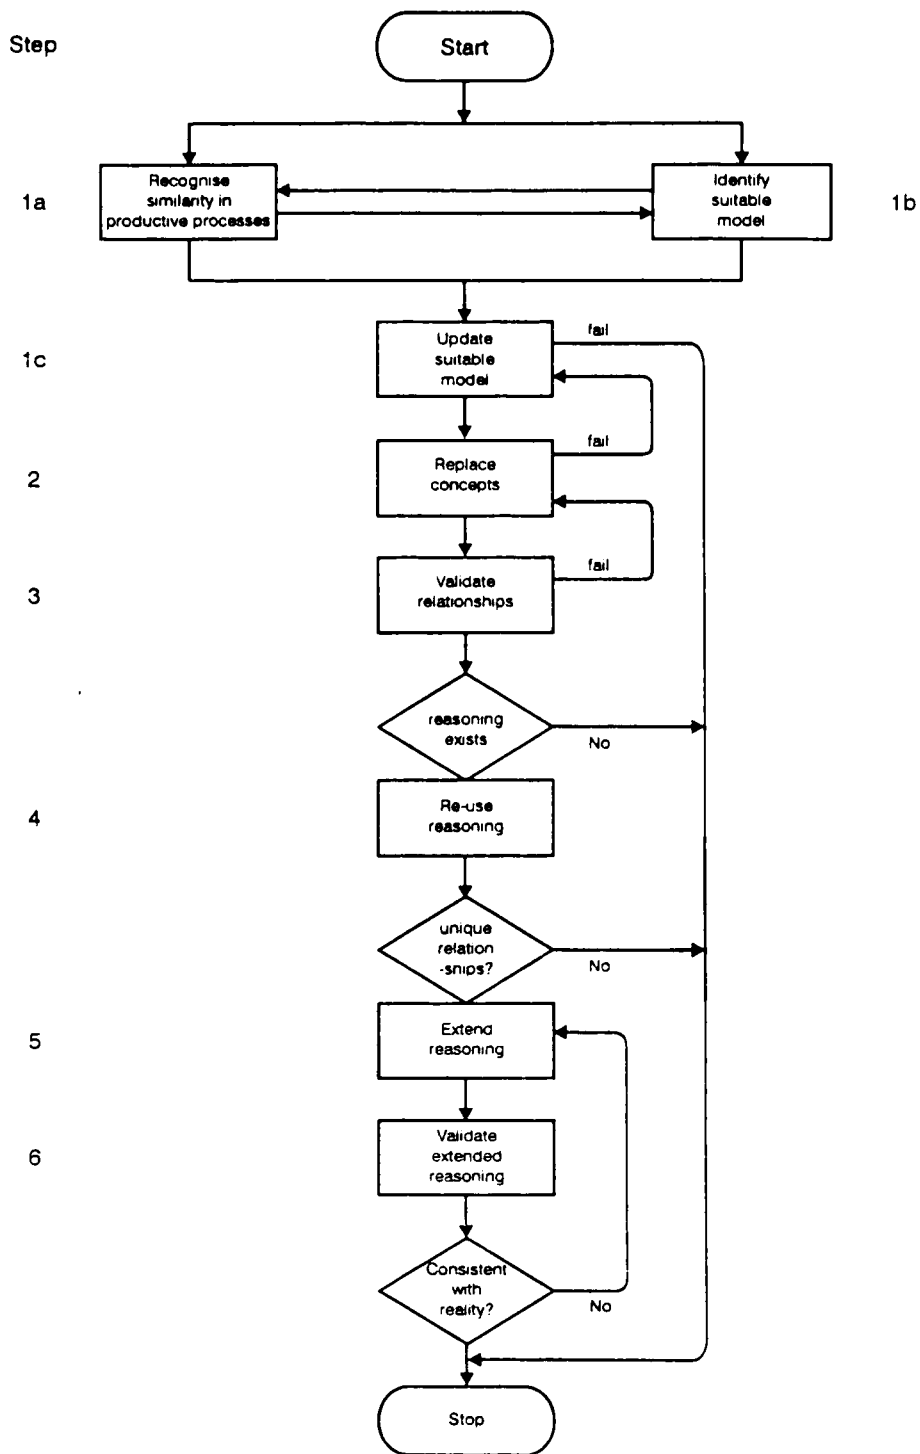 Step
Start
1a
Recognise
similarity in
productive processes
Identify
suitable
model
1b
1c
Update
suitable
model
fail
2
Replace
concepts
fail
3
Validate
relationships
fail
reasoning
exists
No
4
Re-use
reasoning
unique
relation
-snips?
No
5
Extend
reasoning
6
Validate
extended
reasoning
Consistent
with
reality?
No
Stop